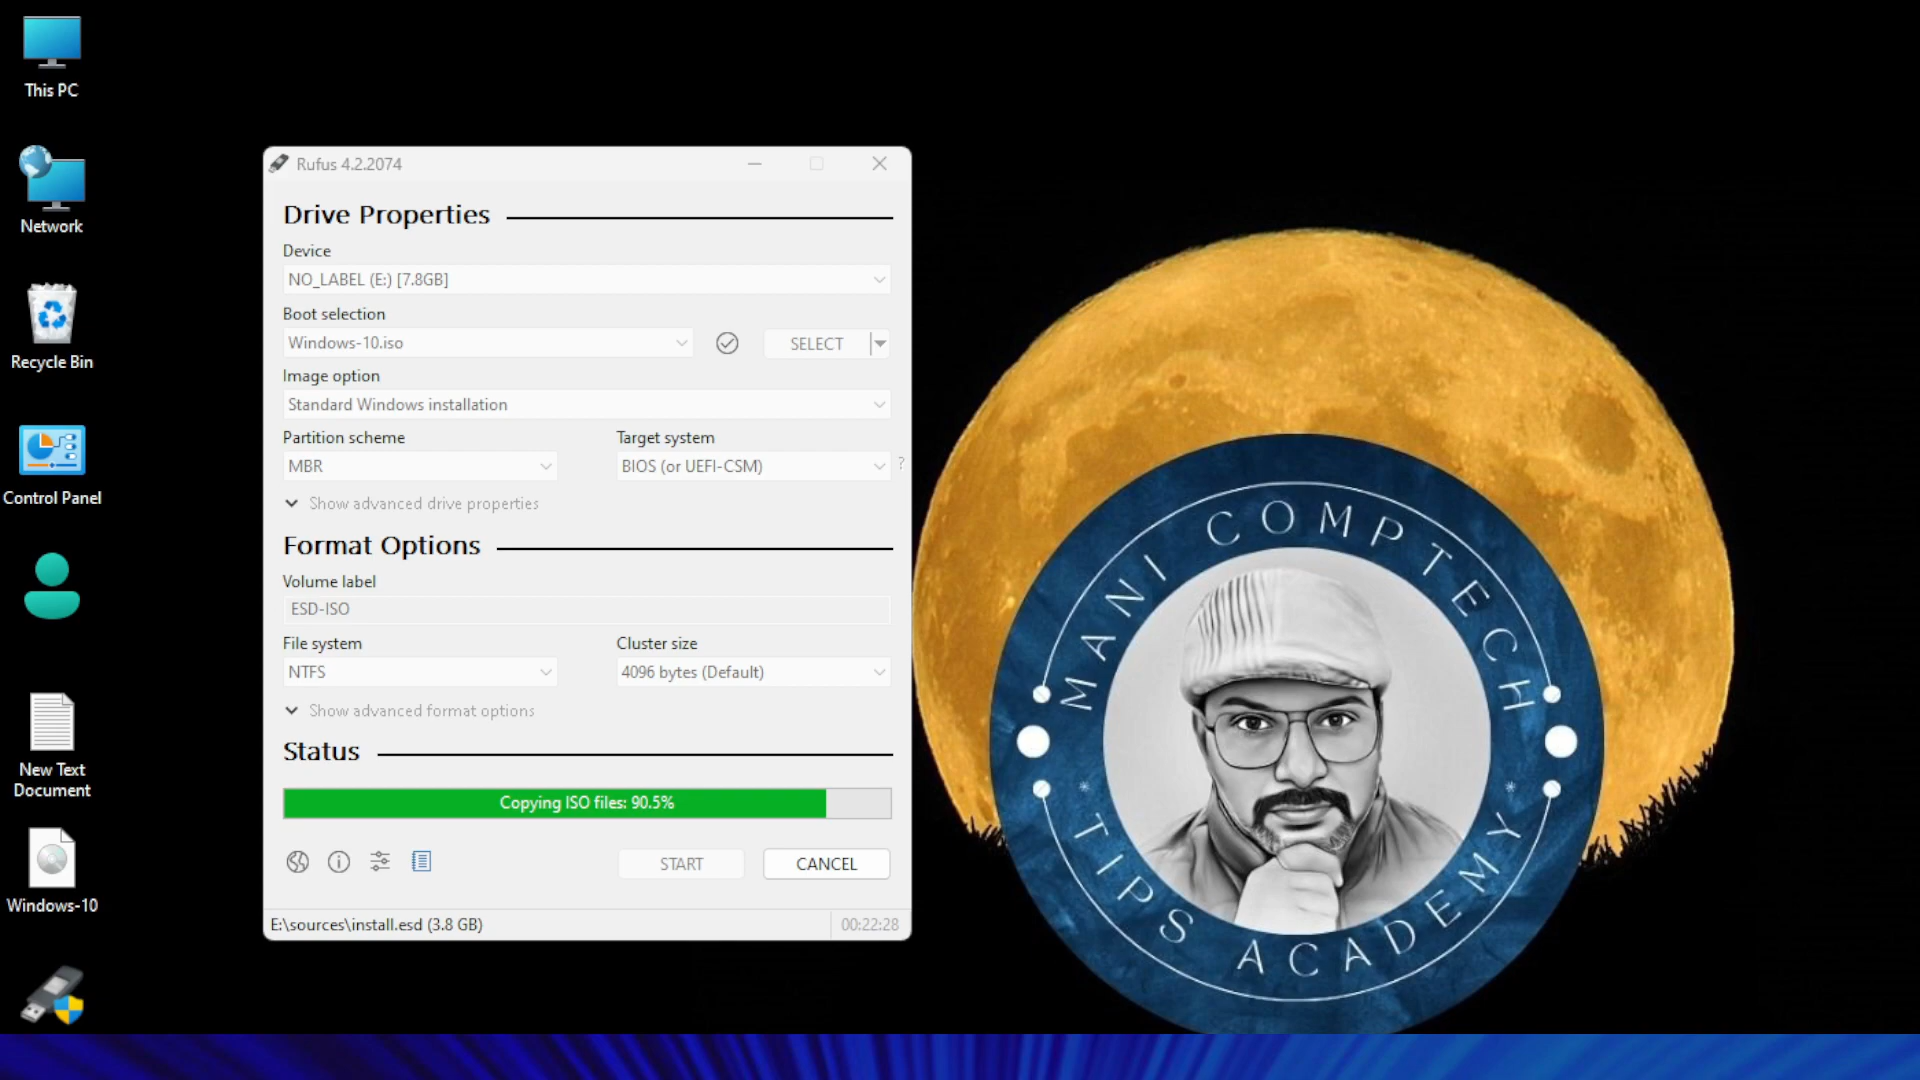 This PC
Network
Recycle Bin
Control Panel
New Text
Document
Windows-10
Rufus 4.2.2074
Drive Properties
Device
NO_LABEL (E:) [7.8GB]
Boot selection
Windows-10.iso
SELECT
Image option
Standard Windows installation
Partition scheme
Target system
MBR
BIOS (or UEFI-CSM)
?
Show advanced drive properties
Format Options
Volume label
ESD-ISO
File system
Cluster size
NTFS
4096 bytes (Default)
Show advanced format options
Status
Copying ISO files: 90.5%
START
CANCEL
E:\sources\install.esd (3.8 GB)
00:22:28
MANI COMPTECH
* TIPS ACADEMY *